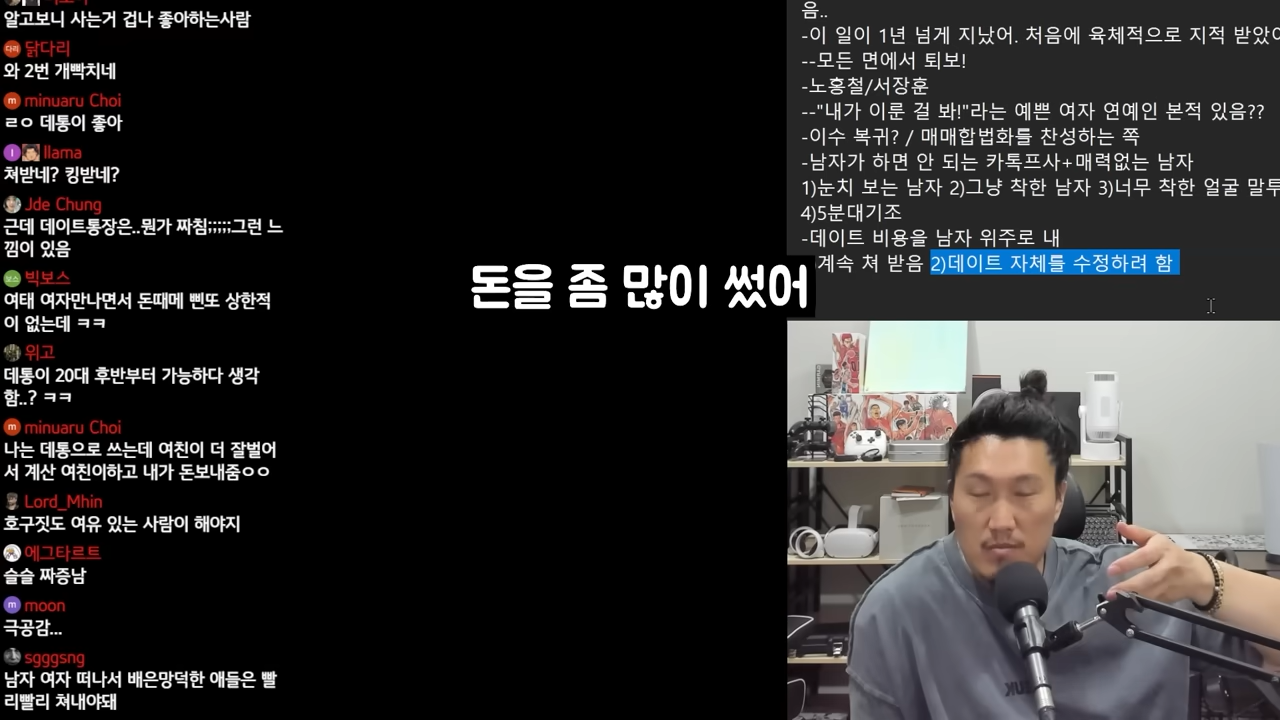 알고보니 사는거 겁나 좋아하는사람
다리 닭다리
와 2번 개빡치네
m minuaru Choi
ㄹㅇ 데통이 좋아
l llama
쳐받네? 킹받네?
Jde Chung
근데 데이트통장은..뭔가 짜침;;;;;그런 느
낌이 있음
보스 빅보스
여태 여자만나면서 돈때메 삔또 상한적
이 없는데 ㅋㅋ
위고
데통이 20대 후반부터 가능하다 생각
함..? ㅋㅋ
m minuaru Choi
나는 데통으로 쓰는데 여친이 더 잘벌어
서 계산 여친이하고 내가 돈보내줌ㅇㅇ
Lord_Mhin
호구짓도 여유 있는 사람이 해야지
에그타르트
슬슬 짜증남
m moon
극공감...
sgggsng
남자 여자 떠나서 배은망덕한 애들은 빨
리빨리 쳐내야돼
돈을 좀 많이 썼어
음..
-이 일이 1년 넘게 지났어. 처음에 육체적으로 지적 받았어
--모든 면에서 퇴보!
-노홍철/서장훈
--"내가 이룬 걸 봐!"라는 예쁜 여자 연예인 본적 있음??
-이수 복귀? / 매매합법화를 찬성하는 쪽
-남자가 하면 안 되는 카톡프사+매력없는 남자
1)눈치 보는 남자 2)그냥 착한 남자 3)너무 착한 얼굴 말투
4)5분대기조
-데이트 비용을 남자 위주로 내
계속 쳐 받음 2)데이트 자체를 수정하려 함